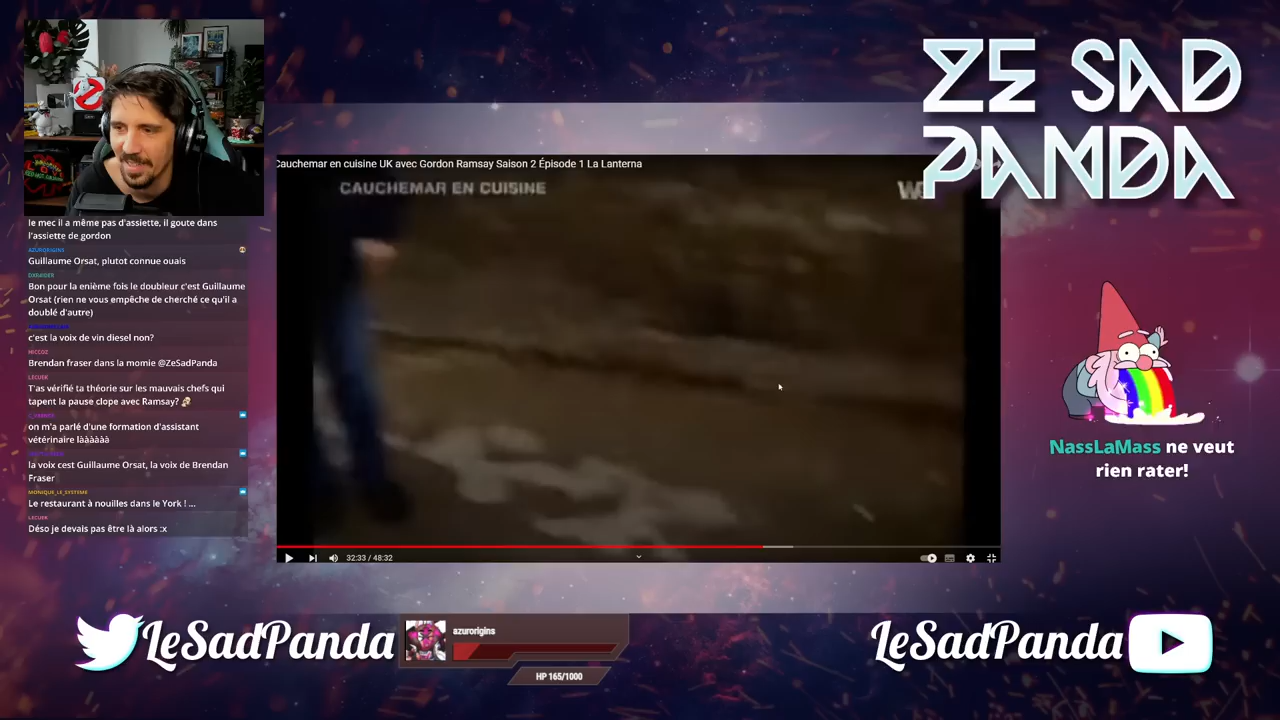 ZE SAD
PANDA
Cauchemar en cuisine UK avec Gordon Ramsay Saison 2 Épisode 1 La Lanterna
CAUCHEMAR EN CUISINE
W
le mec il a même pas d'assiette, il goute dans
l'assiette de gordon
AZURORIGINS
Guillaume Orsat, plutot connue ouais
Bon pour la enième fois le doubleur c'est Guillaume
Orsat (rien ne vous empêche de cherché ce qu'il a
doublé d'autre)
c'est la voix de vin diesel non?
Brendan fraser dans la momie @ZeSadPanda
LECUEK
T'as vérifié ta théorie sur les mauvais chefs qui
tapent la pause clope avec Ramsay?
on m'a parlé d'une formation d'assistant
vétérinaire lààààààà
la voix cest Guillaume Orsat, la voix de Brendan
Fraser
MONIQUE_LE_SYSTEME
Le restaurant à nouilles dans le York ! ...
LECUEK
Déso je devais pas être là alors :x
32:33 / 48:32
NassLaMass ne veut
rien rater!
LeSadPanda
azurorigins
HP 165/1000
LeSadPanda